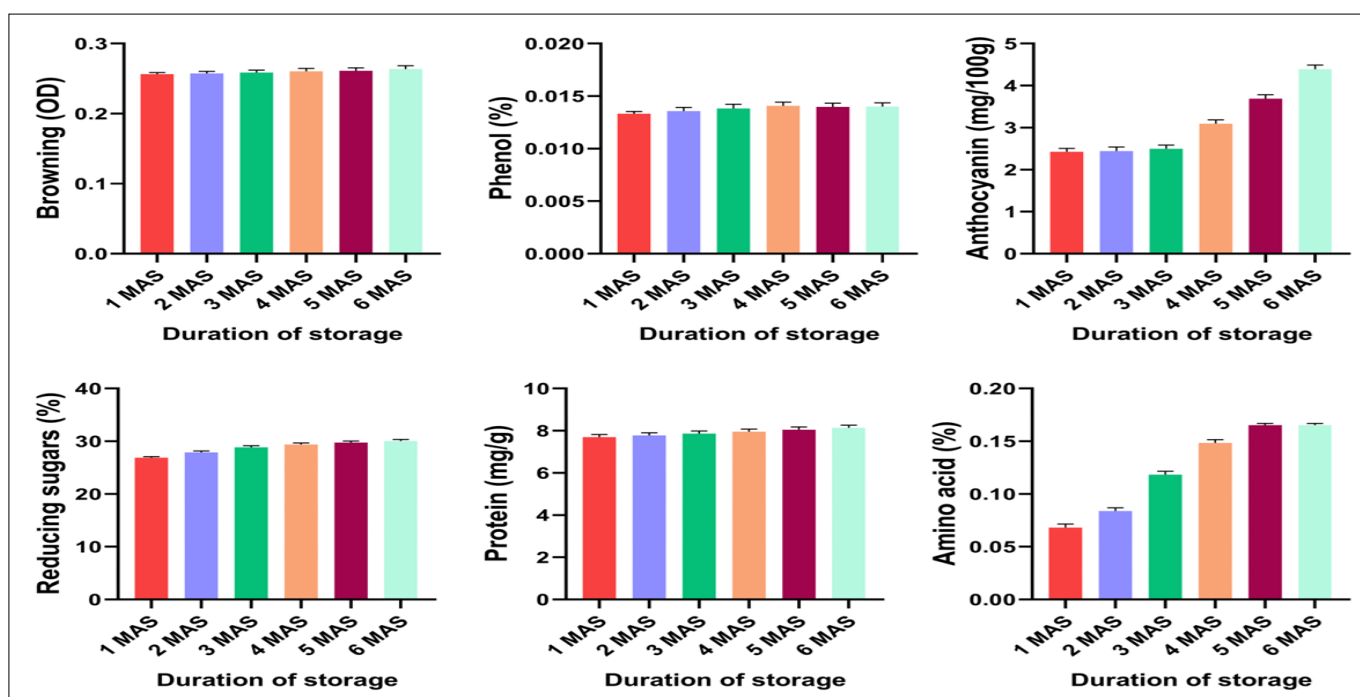 Browning (OD)
0.3
0.2
0.1
0.0
1 MAS
2 MAS
3 MAS
4 MAS
5 MAS
6 MAS
Duration of storage
Phenol (%)
0.020
0.015
0.010
0.005
0.000
1 MAS
2 MAS
3 MAS
4 MAS
5 MAS
6 MAS
Duration of storage
Anthocyanin (mg/100g)
5
4
3
2
1
0
1 MAS
2 MAS
3 MAS
4 MAS
5 MAS
6 MAS
Duration of storage
Reducing sugars (%)
40
30
20
10
0
1 MAS
2 MAS
3 MAS
4 MAS
5 MAS
6 MAS
Duration of storage
Protein (mg/g)
10
8
6
4
2
0
1 MAS
2 MAS
3 MAS
4 MAS
5 MAS
6 MAS
Duration of storage
Amino acid (%)
0.20
0.15
0.10
0.05
0.00
1 MAS
2 MAS
3 MAS
4 MAS
5 MAS
6 MAS
Duration of storage